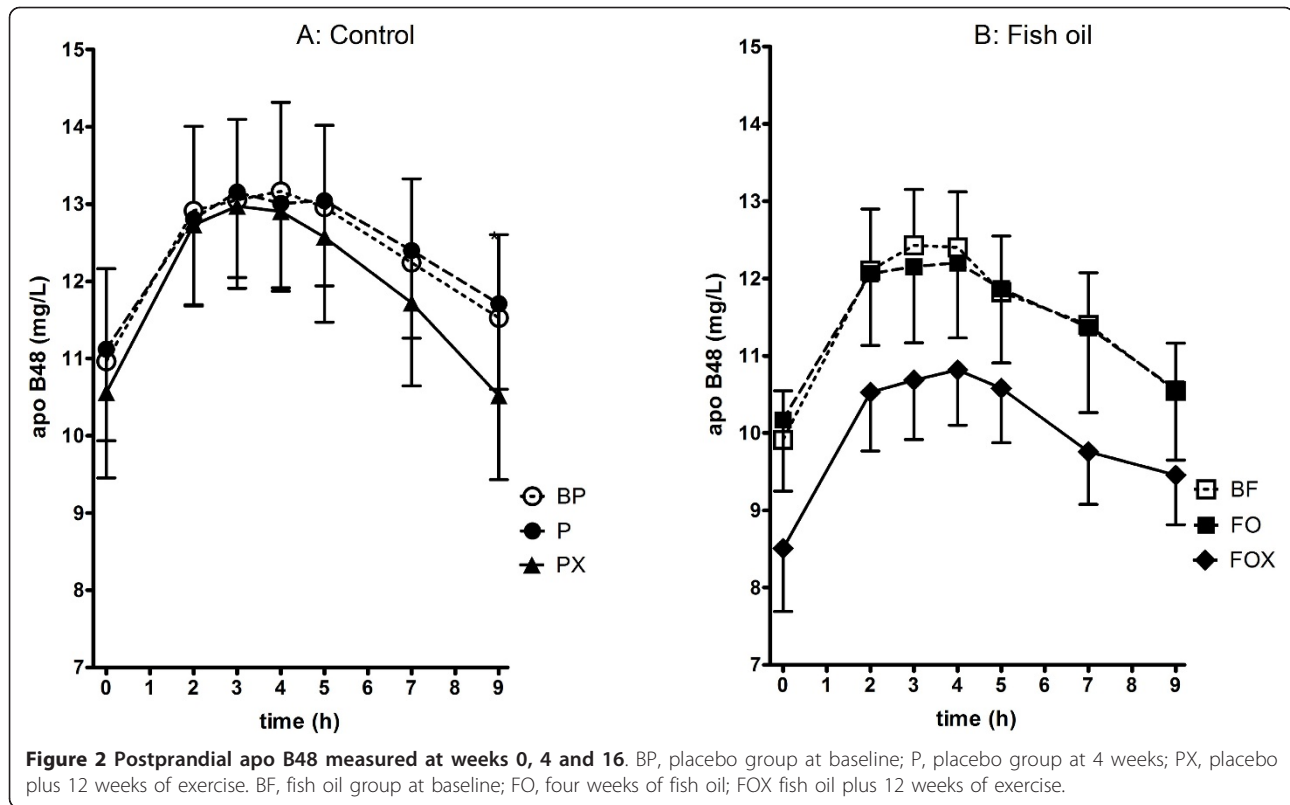 A: Control
15
14
13
12
11
10
9
8
7
apo B48 (mg/L)
*
0 1 2 3 4 5 7 8 9
time (h)
BP
P
PX
B: Fish oil
15
14
13
12
11
10
9
8
7
apo B48 (mg/L)
0 1 2 3 4 5 6 7 8 9
time (h)
BF
FO
FOX
Figure 2 Postprandial apo B48 measured at weeks 0, 4 and 16. BP, placebo group at baseline; P, placebo group at 4 weeks; PX, placebo
plus 12 weeks of exercise. BF, fish oil group at baseline; FO, four weeks of fish oil; FOX fish oil plus 12 weeks of exercise.